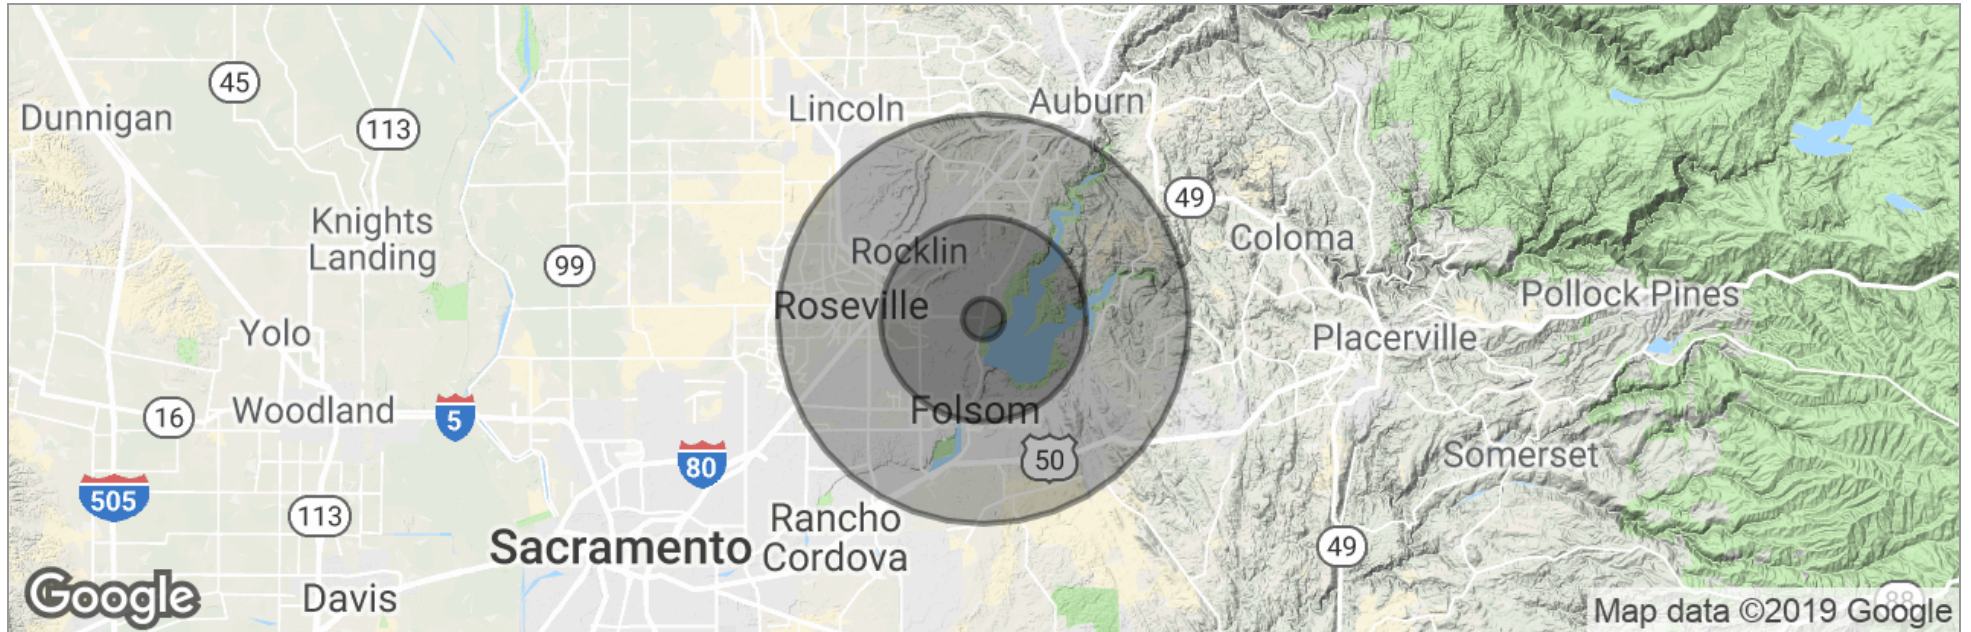 45
Dunnigan
113
Lincoln
Auburn
49
Knights
Landing
99
Rocklin
Coloma
Roseville
Pollock Pines
Yolo
Placerville
16
Woodland
5
Folsom
80
50
Somerset
505
113
Rancho
Cordova
Sacramento
49
Google
Davis
88
Map data ©2019 Google